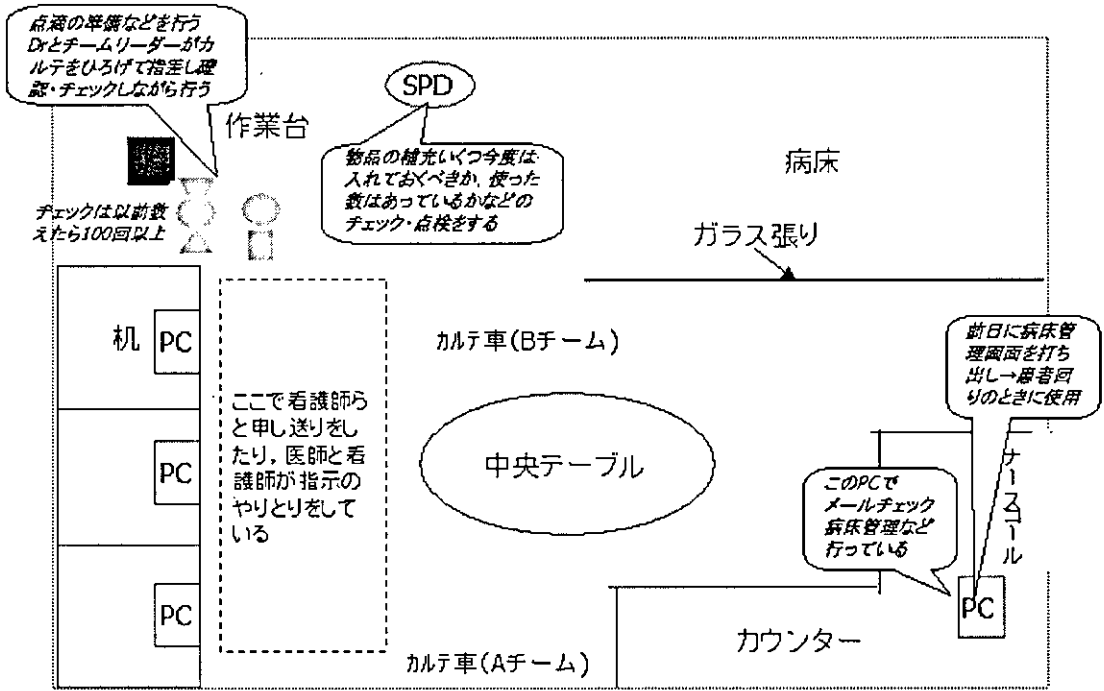 点滴の準備などを行う
Drとチームリーダーがカ
ルテをひろげて指差し確
認・チェックしながら行う
作業台
SPD
物品の補充いくつ今度は
入れておくべきか，使った
数はあっているかなどの
チェック・点検をする
病床
チェックは以前数
えたら100回以上
ガラス張り
机
PC
PC
PC
カルテ車(Bチーム)
前日に病床管
理画面を打ち
出し→患者回
りのときに使用
ここで看護師ら
と申し送りをし
たり，医師と看
護師が指示の
やりとりをして
いる
中央テーブル
このPCで
メールチェック
病床管理など
行っている
ナースコール
PC
カウンター
カルテ車(Aチーム)